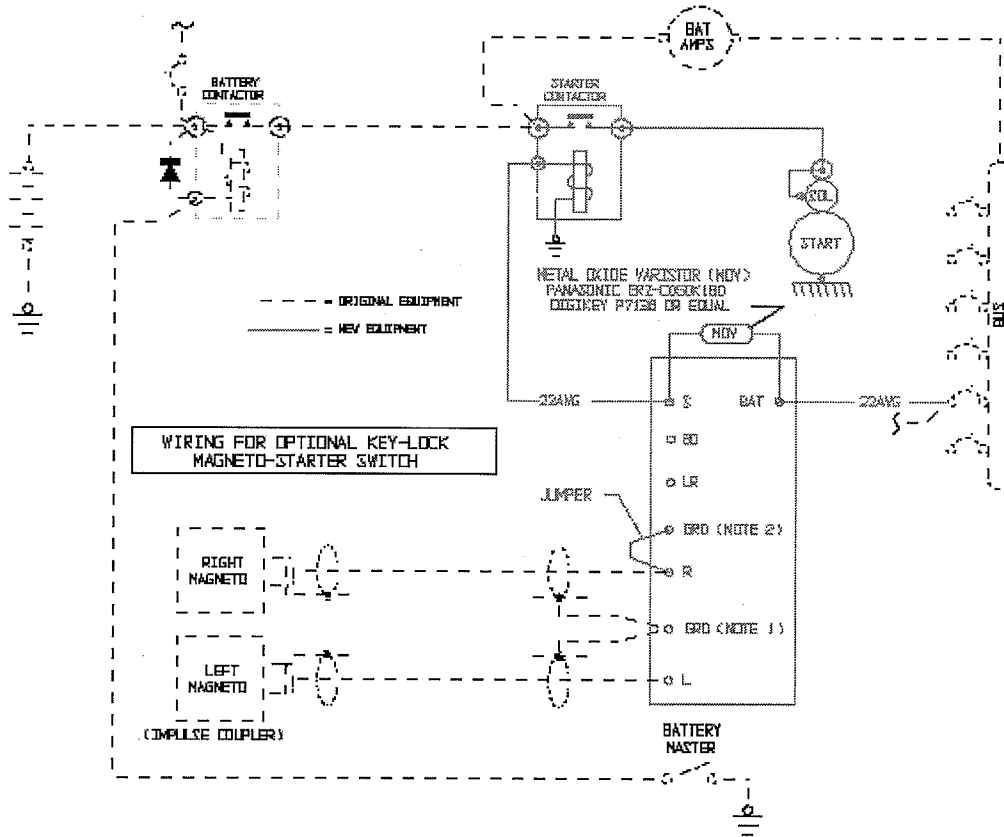 BAT
AMPS
BATTERY
CONTACTOR
STARTER
CONTACTOR
SOL
START
METAL OXIDE VARISTOR (MOV)
PANASONIC ERZ-C050K180
DIGIKEY P7138 OR EQUAL
- - - = ORIGINAL EQUIPMENT
——— = NEW EQUIPMENT
MOV
BUS
22AWG
S
BAT
22AWG
BO
LR
WIRING FOR OPTIONAL KEY-LOCK
MAGNETO-STARTER SWITCH
JUMPER
GRD (NOTE 2)
RIGHT
MAGNETO
R
GRD (NOTE 1)
LEFT
MAGNETO
L
(IMPULSE COUPLER)
BATTERY
MASTER